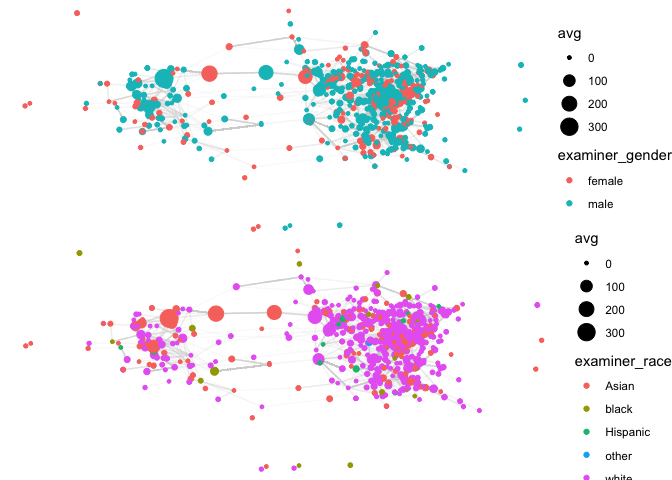 avg
0
100
200
300
examiner_gender
female
male
avg
0
100
200
300
examiner_race
Asian
black
Hispanic
other
white